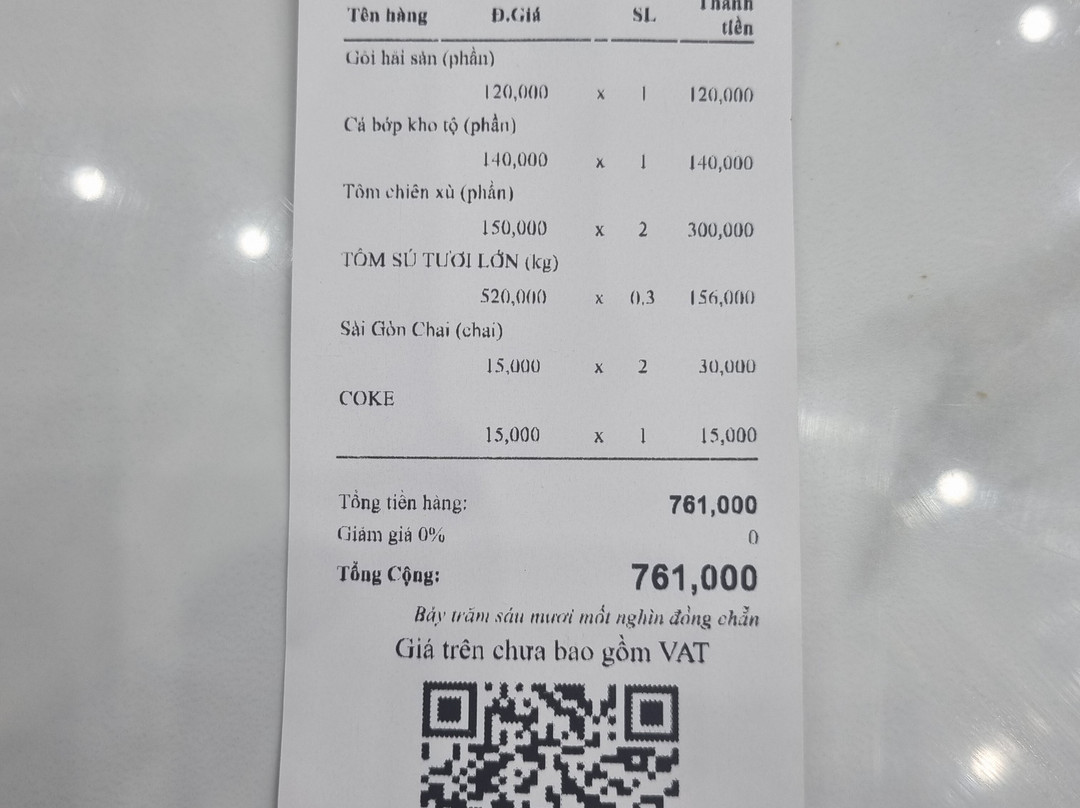 Tên hàng Đ.Giá SL Thành
tiền
Gỏi hải sản (phần)
120,000 x 1 120,000
Cá bớp kho tộ (phần)
140,000 x 1 140,000
Tôm chiên xù (phần)
150,000 x 2 300,000
TÔM SÚ TƯƠI LỚN (kg)
520,000 x 0.3 156,000
Sài Gòn Chai (chai)
15,000 x 2 30,000
COKE
15,000 x 1 15,000
Tổng tiền hàng: 761,000
Giảm giá 0% 0
Tổng Cộng: 761,000
Bảy trăm sáu mươi mốt nghìn đồng chẵn
Giá trên chưa bao gồm VAT